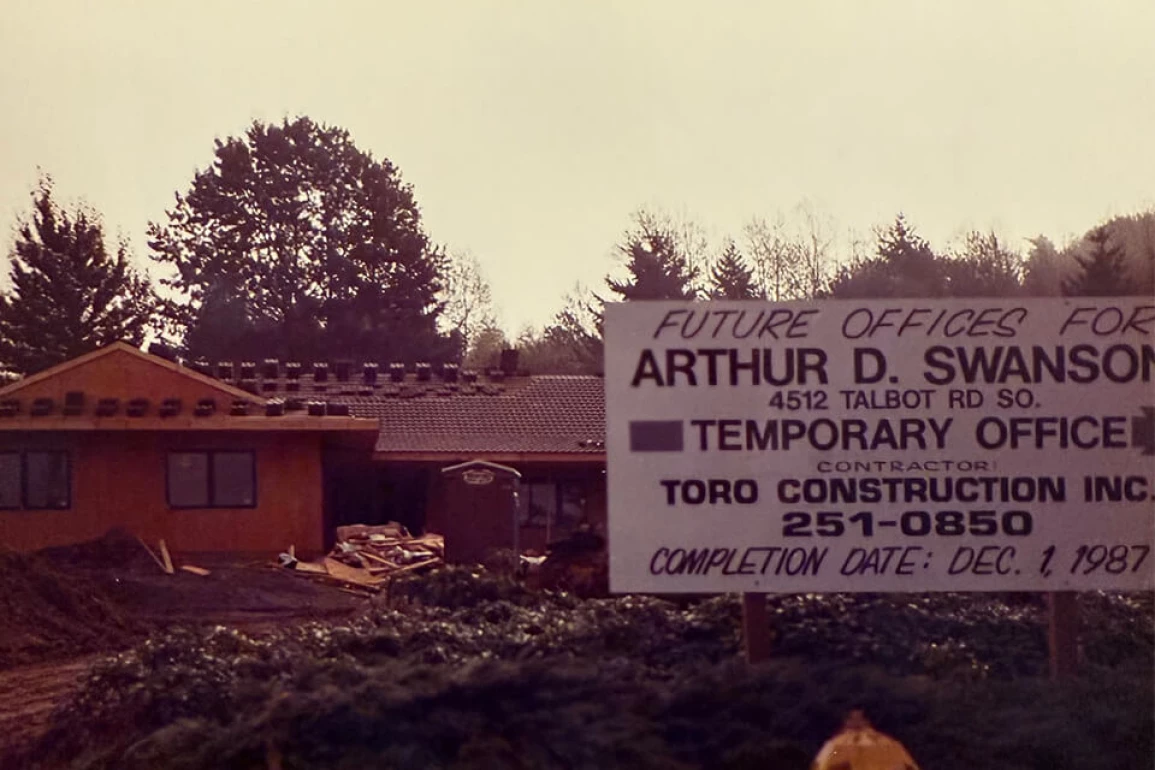 FUTURE OFFICES FOR
ARTHUR D. SWANSON
4512 TALBOT RD SO.
TEMPORARY OFFICE
CONTRACTOR:
TORO CONSTRUCTION INC.
251-0850
COMPLETION DATE: DEC. 1, 1987